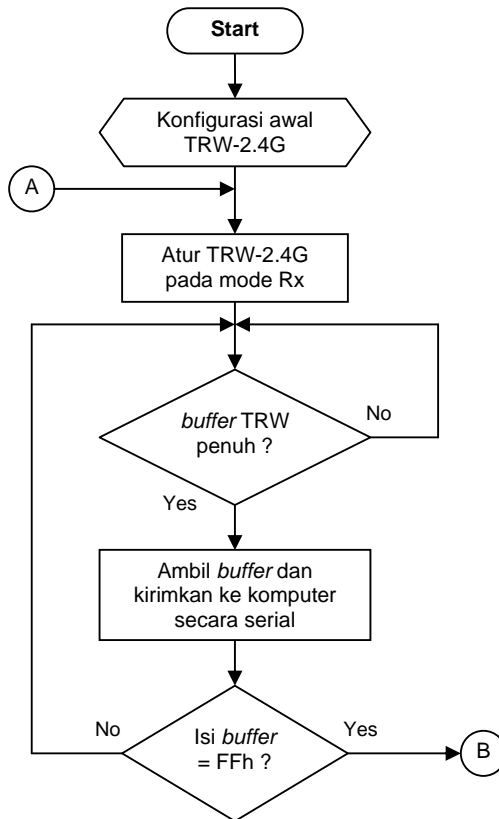 Start
Konfigurasi awal
TRW-2.4G
A
Atur TRW-2.4G
pada mode Rx
buffer TRW
penuh ?
No
Yes
Ambil buffer dan
kirimkan ke komputer
secara serial
No
Isi buffer
= FFh ?
Yes
B